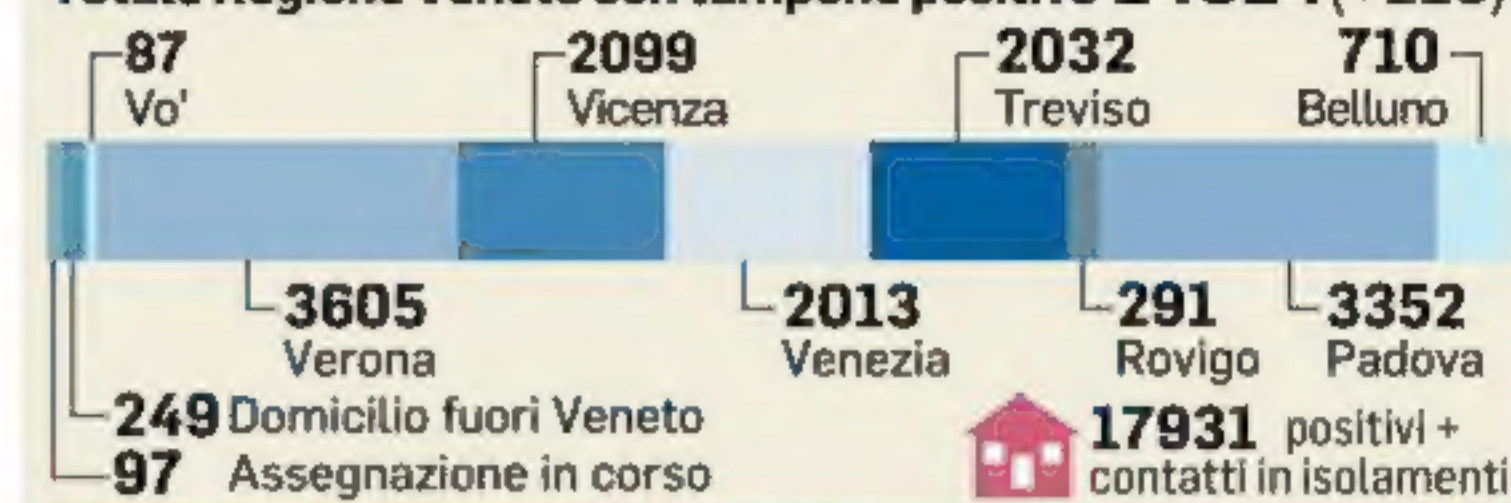 87
Vo'
2099
Vicenza
2032
Treviso
710
Belluno
3605
Verona
2013
Venezia
291
Rovigo
3352
Padova
249 Domicilio fuori Veneto
97 Assegnazione in corso
17931 positivi +
contatti in isolamenti